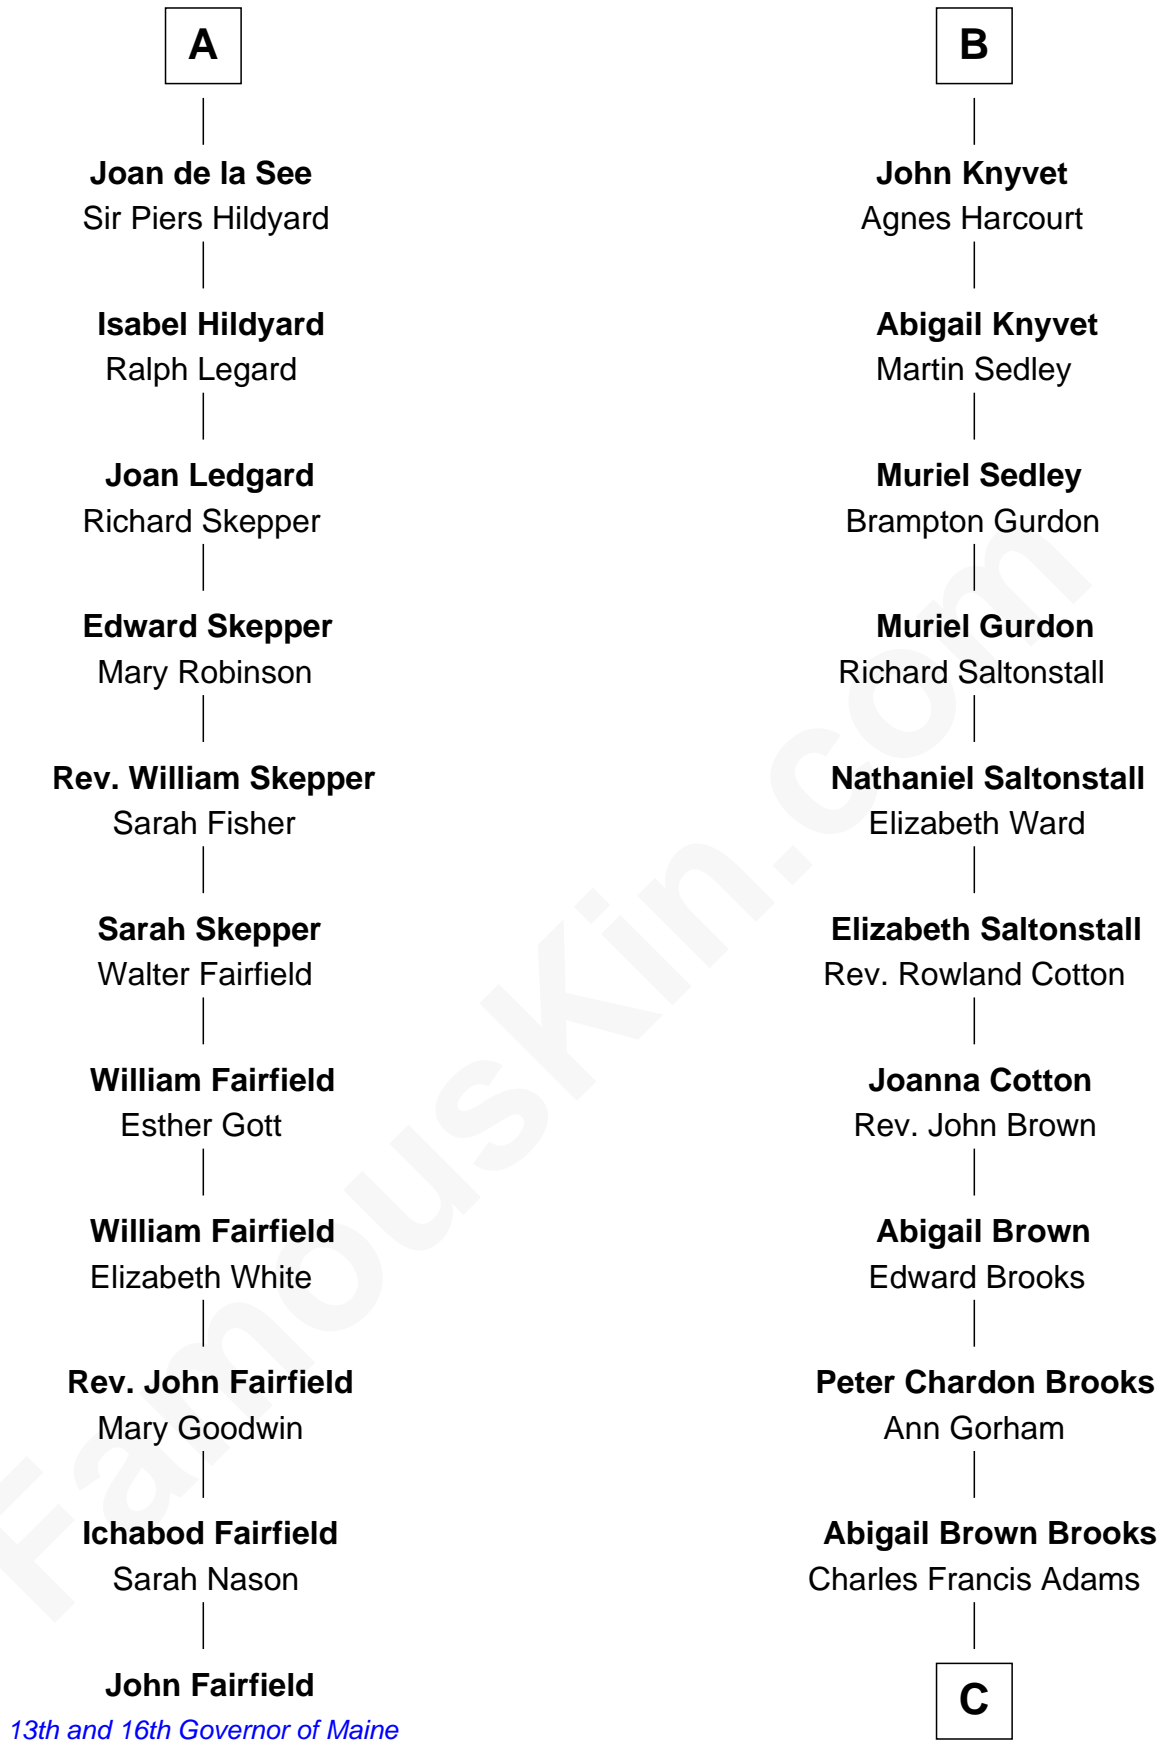 A
Joan de la See
Sir Piers Hildyard
Isabel Hildyard
Ralph Legard
Joan Ledgard
Richard Skepper
Edward Skepper
Mary Robinson
Rev. William Skepper
Sarah Fisher
Sarah Skepper
Walter Fairfield
William Fairfield
Esther Gott
William Fairfield
Elizabeth White
Rev. John Fairfield
Mary Goodwin
Ichabod Fairfield
Sarah Nason
John Fairfield
13th and 16th Governor of Maine
B
John Knyvet
Agnes Harcourt
Abigail Knyvet
Martin Sedley
Muriel Sedley
Brampton Gurdon
Muriel Gurdon
Richard Saltonstall
Nathaniel Saltonstall
Elizabeth Ward
Elizabeth Saltonstall
Rev. Rowland Cotton
Joanna Cotton
Rev. John Brown
Abigail Brown
Edward Brooks
Peter Chardon Brooks
Ann Gorham
Abigail Brown Brooks
Charles Francis Adams
C
FamousKin.com